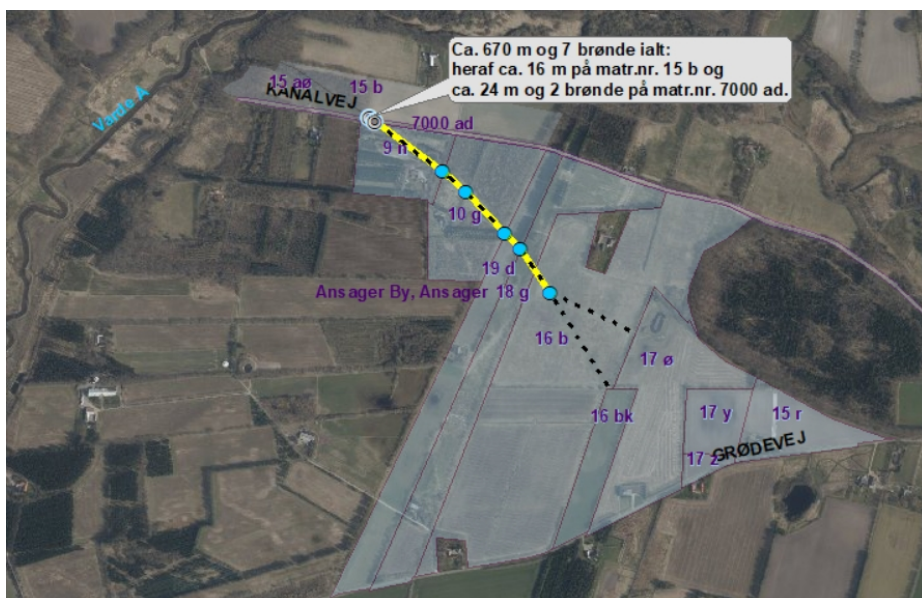 Ca. 670 m og 7 brønde ialt:
heraf ca. 16 m på matr.nr. 15 b og
ca. 24 m og 2 brønde på matr.nr. 7000 ad.
15 aø
15 b
KANALVEJ
Varde Å
7000 ad
9 n
10 g
19 d
Ansager By, Ansager 18 g
16 b
17 ø
16 bk
17 y
15 r
GRØDEVEJ
17 z